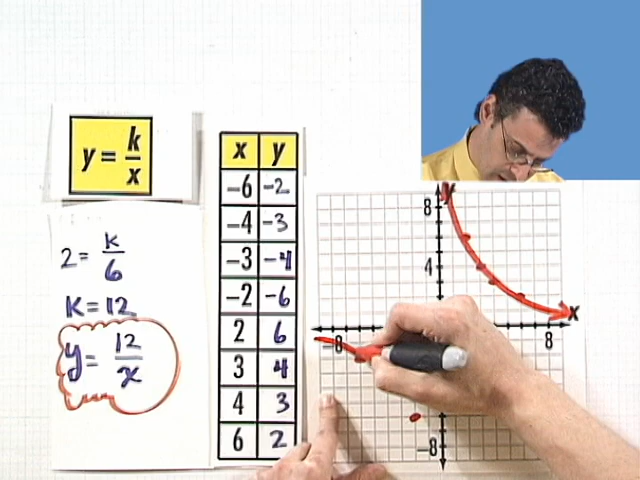 y = k/x
2 = k/6
k = 12
y = 12/x
x y
-6 -2
-4 -3
-3 -4
-2 -6
2 6
3 4
4 3
6 2
y
8
4
x
-8 8
-8